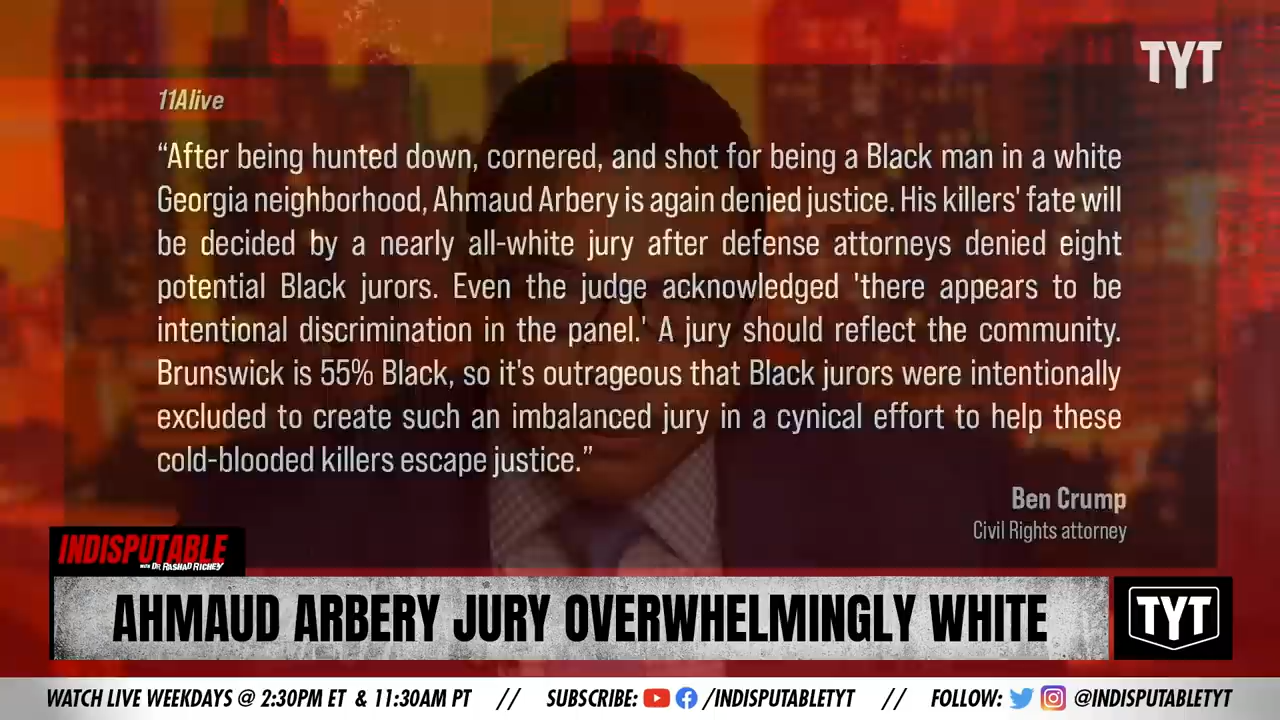 TYT
11Alive
“After being hunted down, cornered, and shot for being a Black man in a white
Georgia neighborhood, Ahmaud Arbery is again denied justice. His killers' fate will
be decided by a nearly all-white jury after defense attorneys denied eight
potential Black jurors. Even the judge acknowledged 'there appears to be
intentional discrimination in the panel.' A jury should reflect the community.
Brunswick is 55% Black, so it's outrageous that Black jurors were intentionally
excluded to create such an imbalanced jury in a cynical effort to help these
cold-blooded killers escape justice.”
Ben Crump
Civil Rights attorney
INDISPUTABLE
WITH DR. RASHAD RICHEY
AHMAUD ARBERY JURY OVERWHELMINGLY WHITE
TYT
WATCH LIVE WEEKDAYS @ 2:30PM ET & 11:30AM PT // SUBSCRIBE: /INDISPUTABLETYT // FOLLOW: @INDISPUTABLETYT